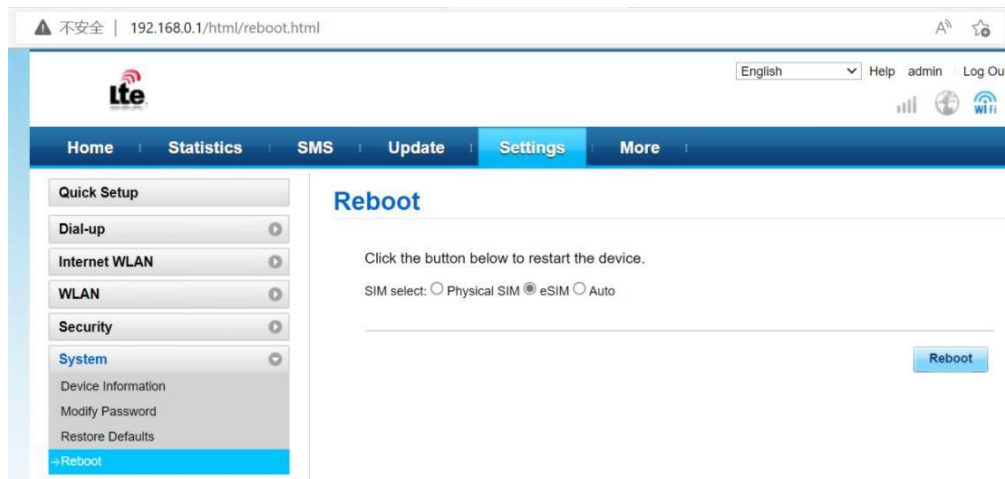 不安全 | 192.168.0.1/html/reboot.html A
lte
English Help admin Log Ou
WiFi
Home Statistics SMS Update Settings More
Quick Setup
Reboot
Dial-up
Internet WLAN
Click the button below to restart the device.
WLAN
SIM select: Physical SIM eSIM Auto
Security
System
Reboot
Device Information
Modify Password
Restore Defaults
→Reboot